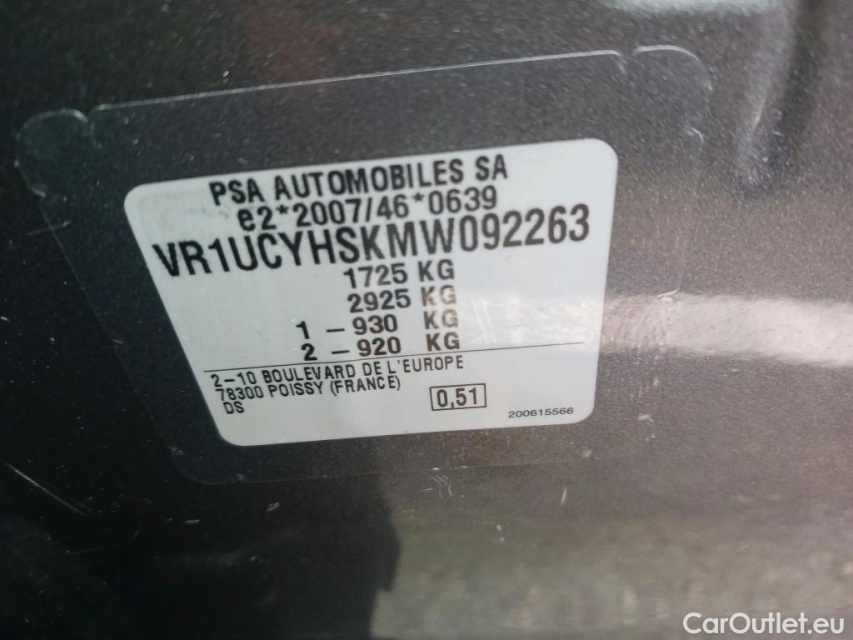 PSA AUTOMOBILES SA
e2*2007/46*0639
VR1UCYHSKMW092263
1725 KG
2925 KG
1 – 930 KG
2 – 920 KG
2–10 BOULEVARD DE L'EUROPE
78300 POISSY (FRANCE)
DS
0,51
200615566
CarOutlet.eu